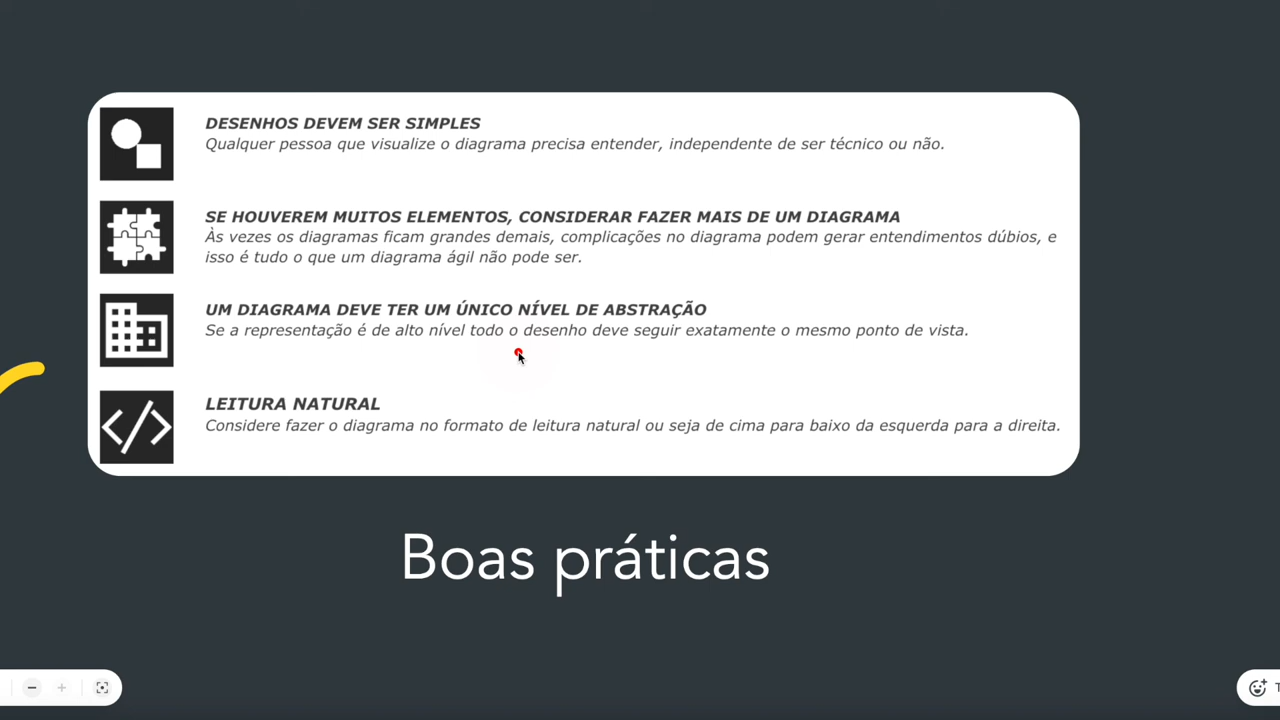 DESENHOS DEVEM SER SIMPLES
Qualquer pessoa que visualize o diagrama precisa entender, independente de ser técnico ou não.
SE HOUVEREM MUITOS ELEMENTOS, CONSIDERAR FAZER MAIS DE UM DIAGRAMA
Às vezes os diagramas ficam grandes demais, complicações no diagrama podem gerar entendimentos dúbios, e
isso é tudo o que um diagrama ágil não pode ser.
UM DIAGRAMA DEVE TER UM ÚNICO NÍVEL DE ABSTRAÇÃO
Se a representação é de alto nível todo o desenho deve seguir exatamente o mesmo ponto de vista.
LEITURA NATURAL
Considere fazer o diagrama no formato de leitura natural ou seja de cima para baixo da esquerda para a direita.
Boas práticas